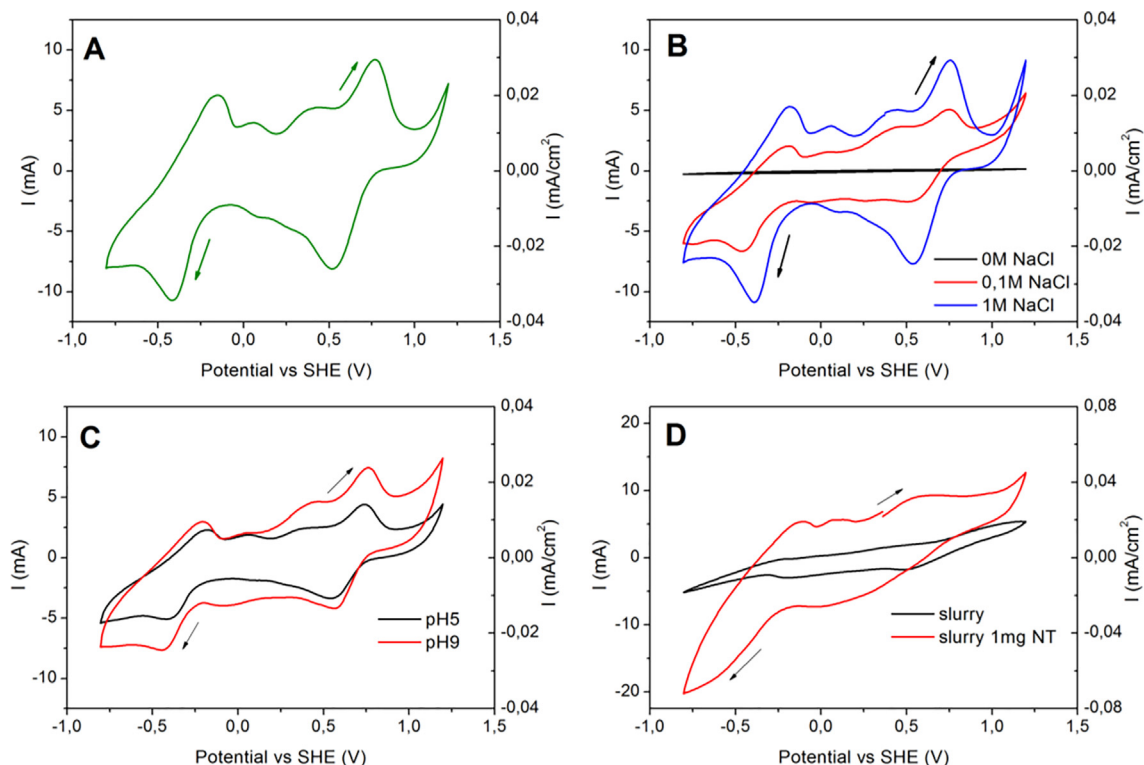 A
10
5
0
-5
-10
I (mA)
0,04
0,02
0,00
-0,02
-0,04
I (mA/cm²)
-1,0 -0,5 0,0 0,5 1,0 1,5
Potential vs SHE (V)
B
10
5
0
-5
-10
I (mA)
0,04
0,02
0,00
-0,02
-0,04
I (mA/cm²)
0M NaCl
0,1M NaCl
1M NaCl
-1,0 -0,5 0,0 0,5 1,0 1,5
Potential vs SHE (V)
C
10
5
0
-5
-10
I (mA)
0,04
0,02
0,00
-0,02
-0,04
I (mA/cm²)
pH5
pH9
-1,0 -0,5 0,0 0,5 1,0 1,5
Potential vs SHE (V)
D
20
10
0
-10
-20
I (mA)
0,08
0,04
0,00
-0,04
-0,08
I (mA/cm²)
slurry
slurry 1mg NT
-1,0 -0,5 0,0 0,5 1,0 1,5
Potential vs SHE (V)